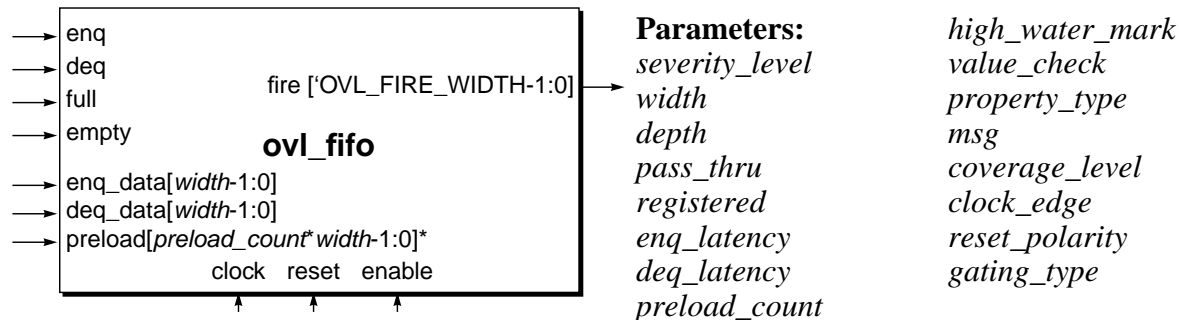 enq
deq
full
empty
fire [‘OVL_FIRE_WIDTH-1:0]
ovl_fifo
enq_data[width-1:0]
deq_data[width-1:0]
preload[preload_count*width-1:0]*
clock reset enable
Parameters:
severity_level
width
depth
pass_thru
registered
enq_latency
deq_latency
preload_count
high_water_mark
value_check
property_type
msg
coverage_level
clock_edge
reset_polarity
gating_type